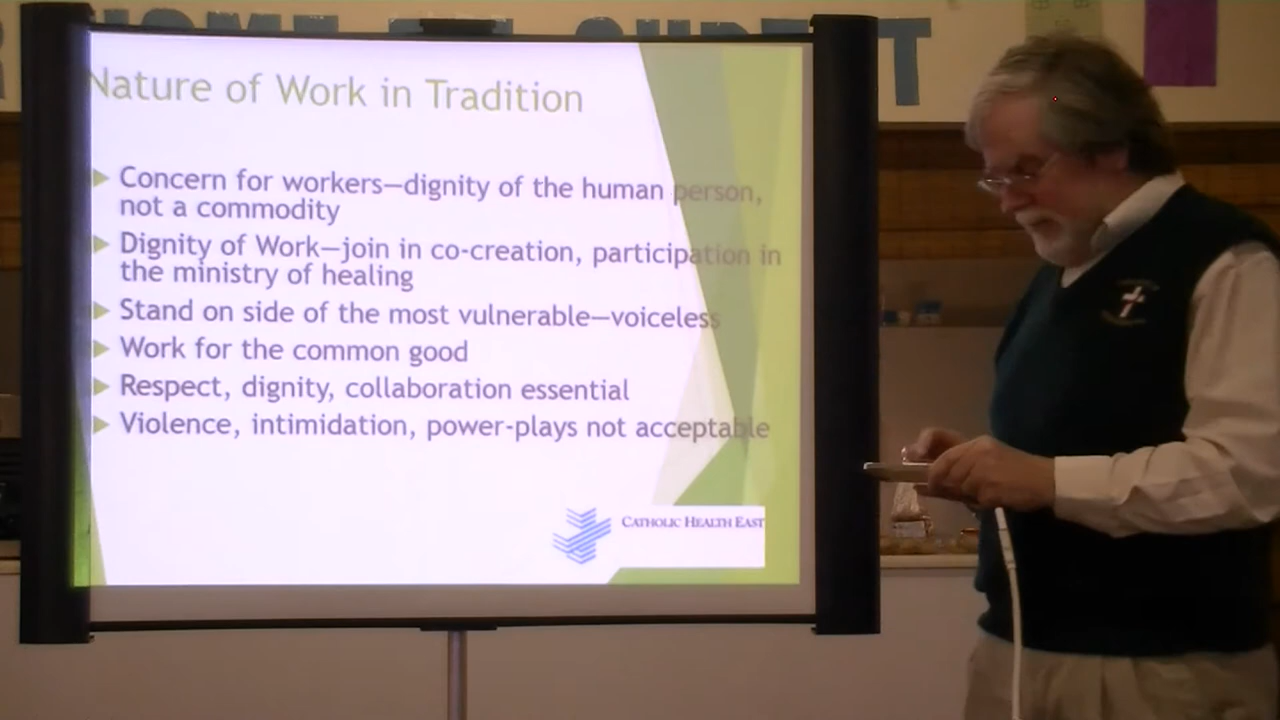 Nature of Work in Tradition
Concern for workers—dignity of the human person,
not a commodity
Dignity of Work—join in co-creation, participation in
the ministry of healing
Stand on side of the most vulnerable—voiceless
Work for the common good
Respect, dignity, collaboration essential
Violence, intimidation, power-plays not acceptable
CATHOLIC HEALTH EAST